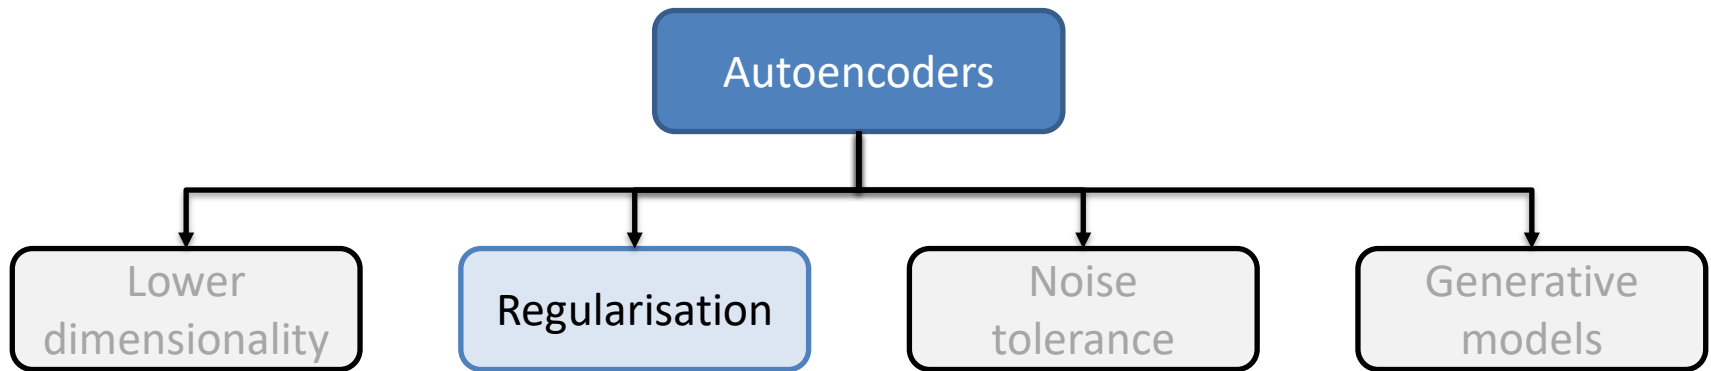 Autoencoders
Lower
dimensionality
Regularisation
Noise
tolerance
Generative
models